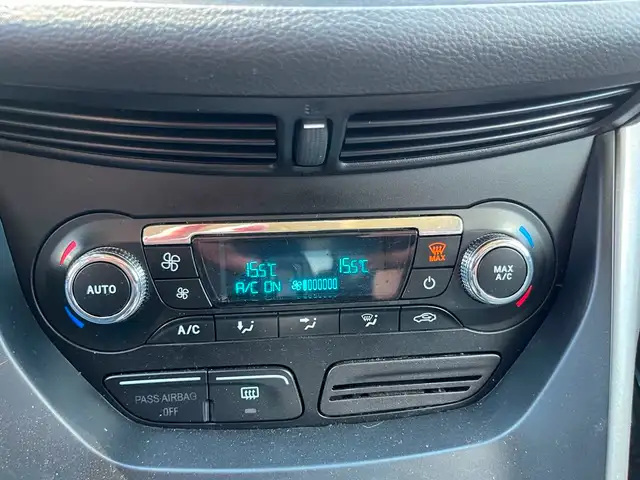 15.5°C 15.5°C
A/C ON
MAX
AUTO
MAX
A/C
A/C
PASS AIRBAG
OFF